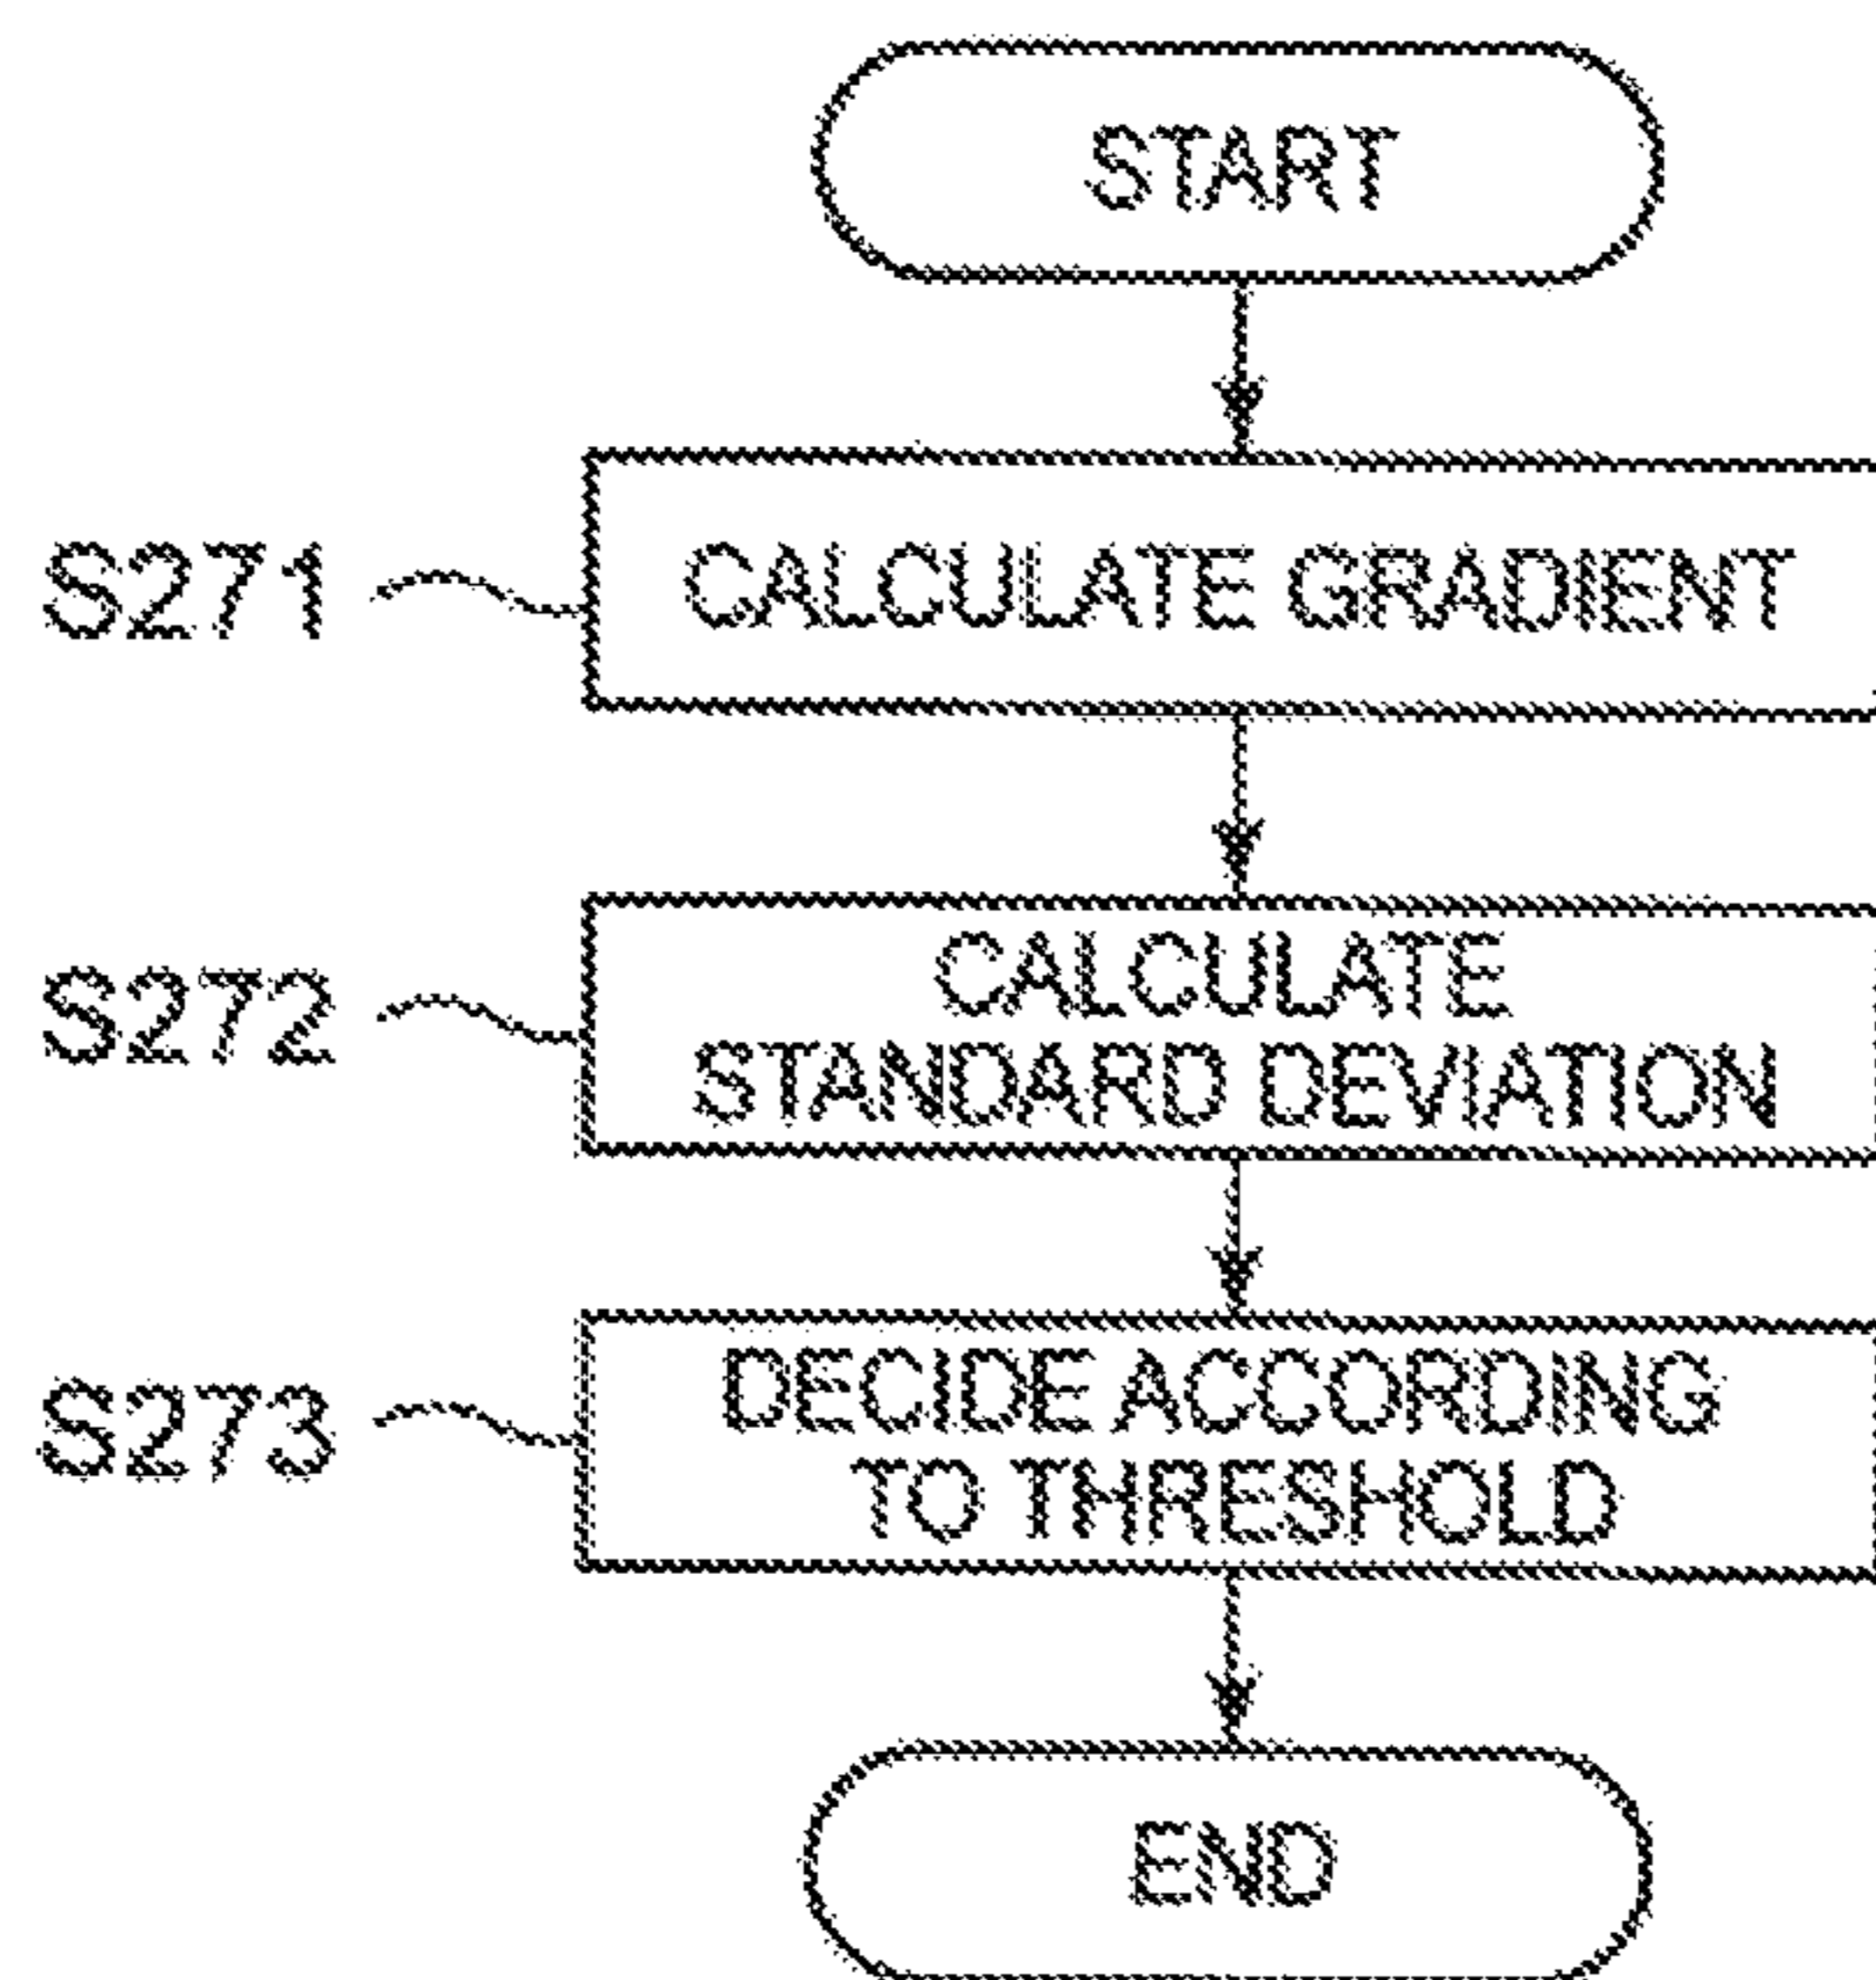 START
S271
CALCULATE GRADIENT
S272
CALCULATE
STANDARD DEVIATION
S273
DECIDE ACCORDING
TO THRESHOLD
END